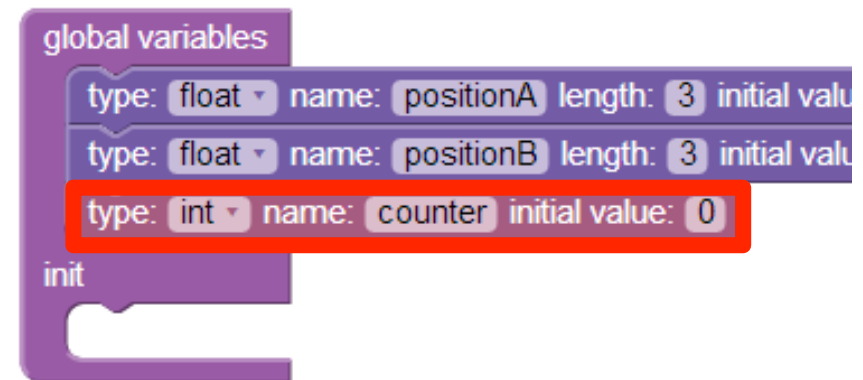 global variables
type: float name: positionA length: 3 initial valu
type: float name: positionB length: 3 initial valu
type: int name: counter initial value: 0
init